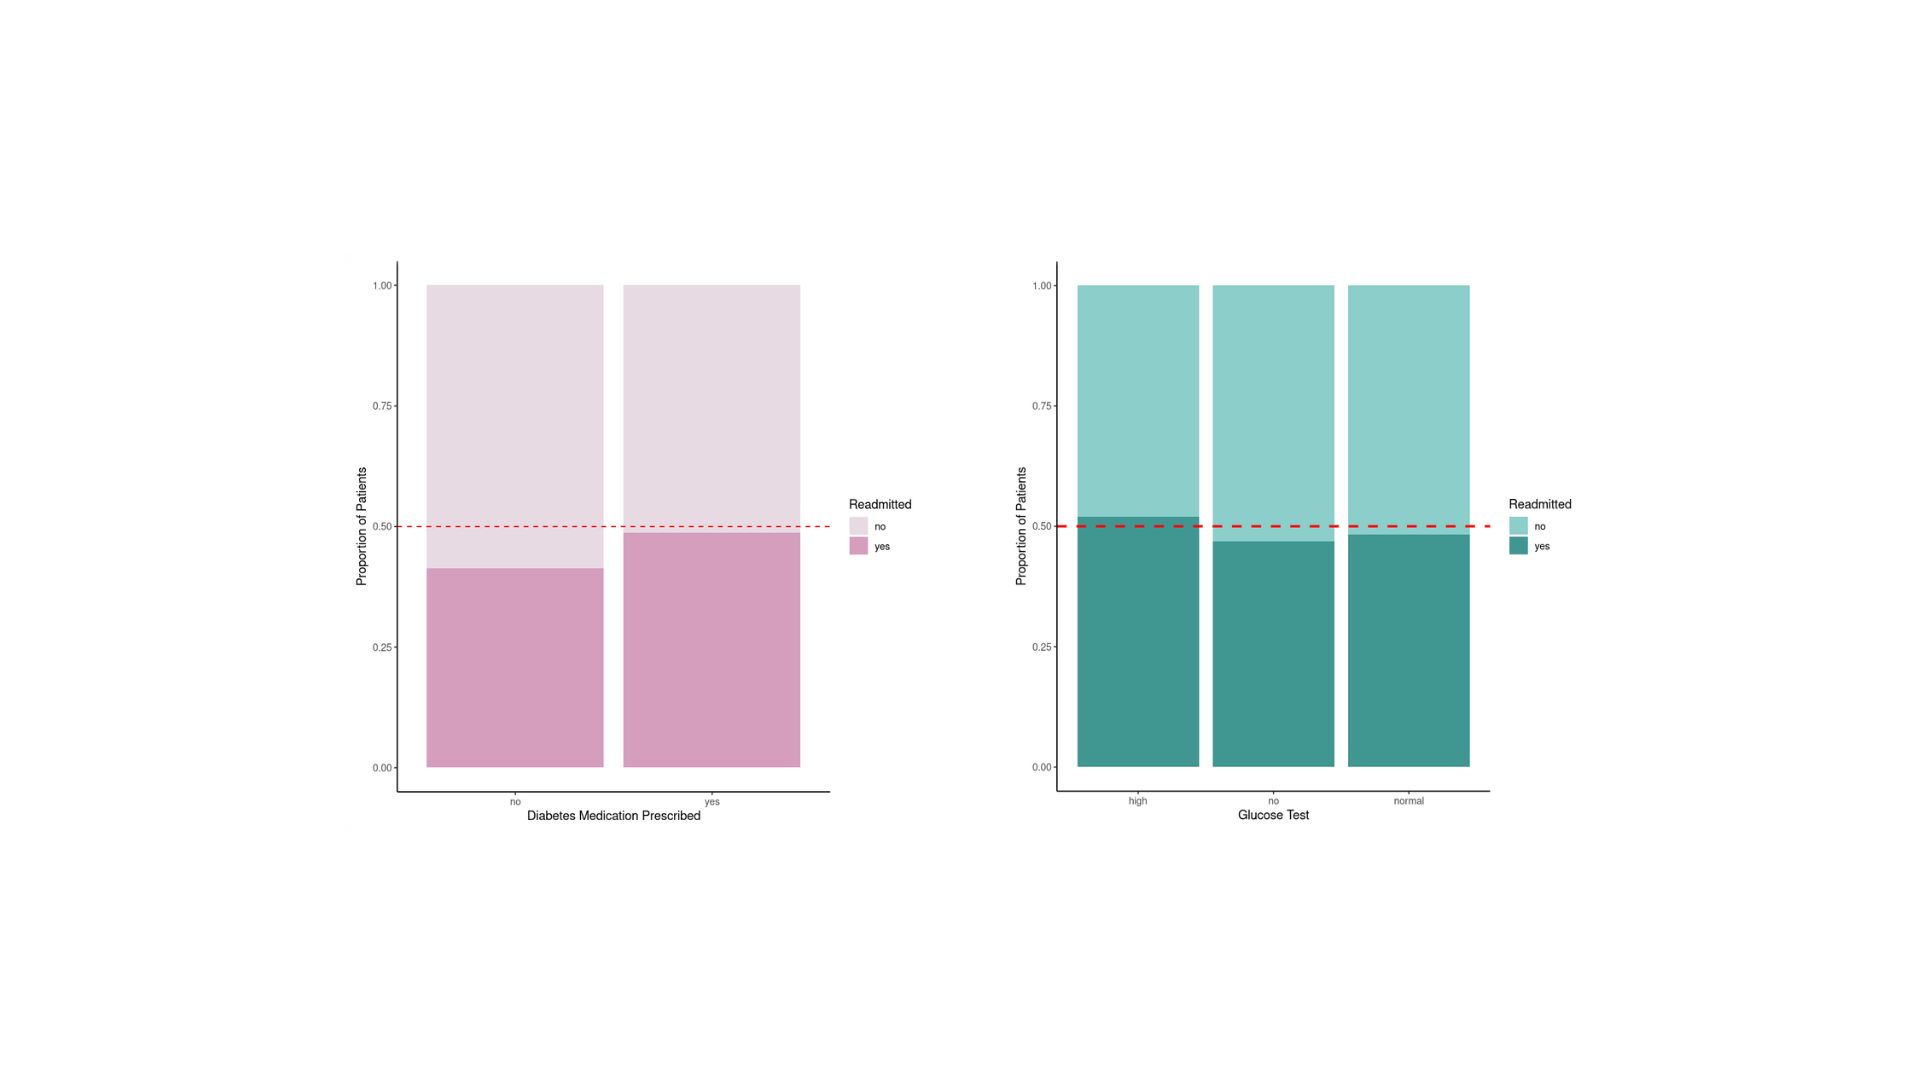 1.00
0.75
0.50
0.25
0.00
Proportion of Patients
no
yes
Diabetes Medication Prescribed
Readmitted
no
yes
1.00
0.75
0.50
0.25
0.00
Proportion of Patients
high
no
normal
Glucose Test
Readmitted
no
yes